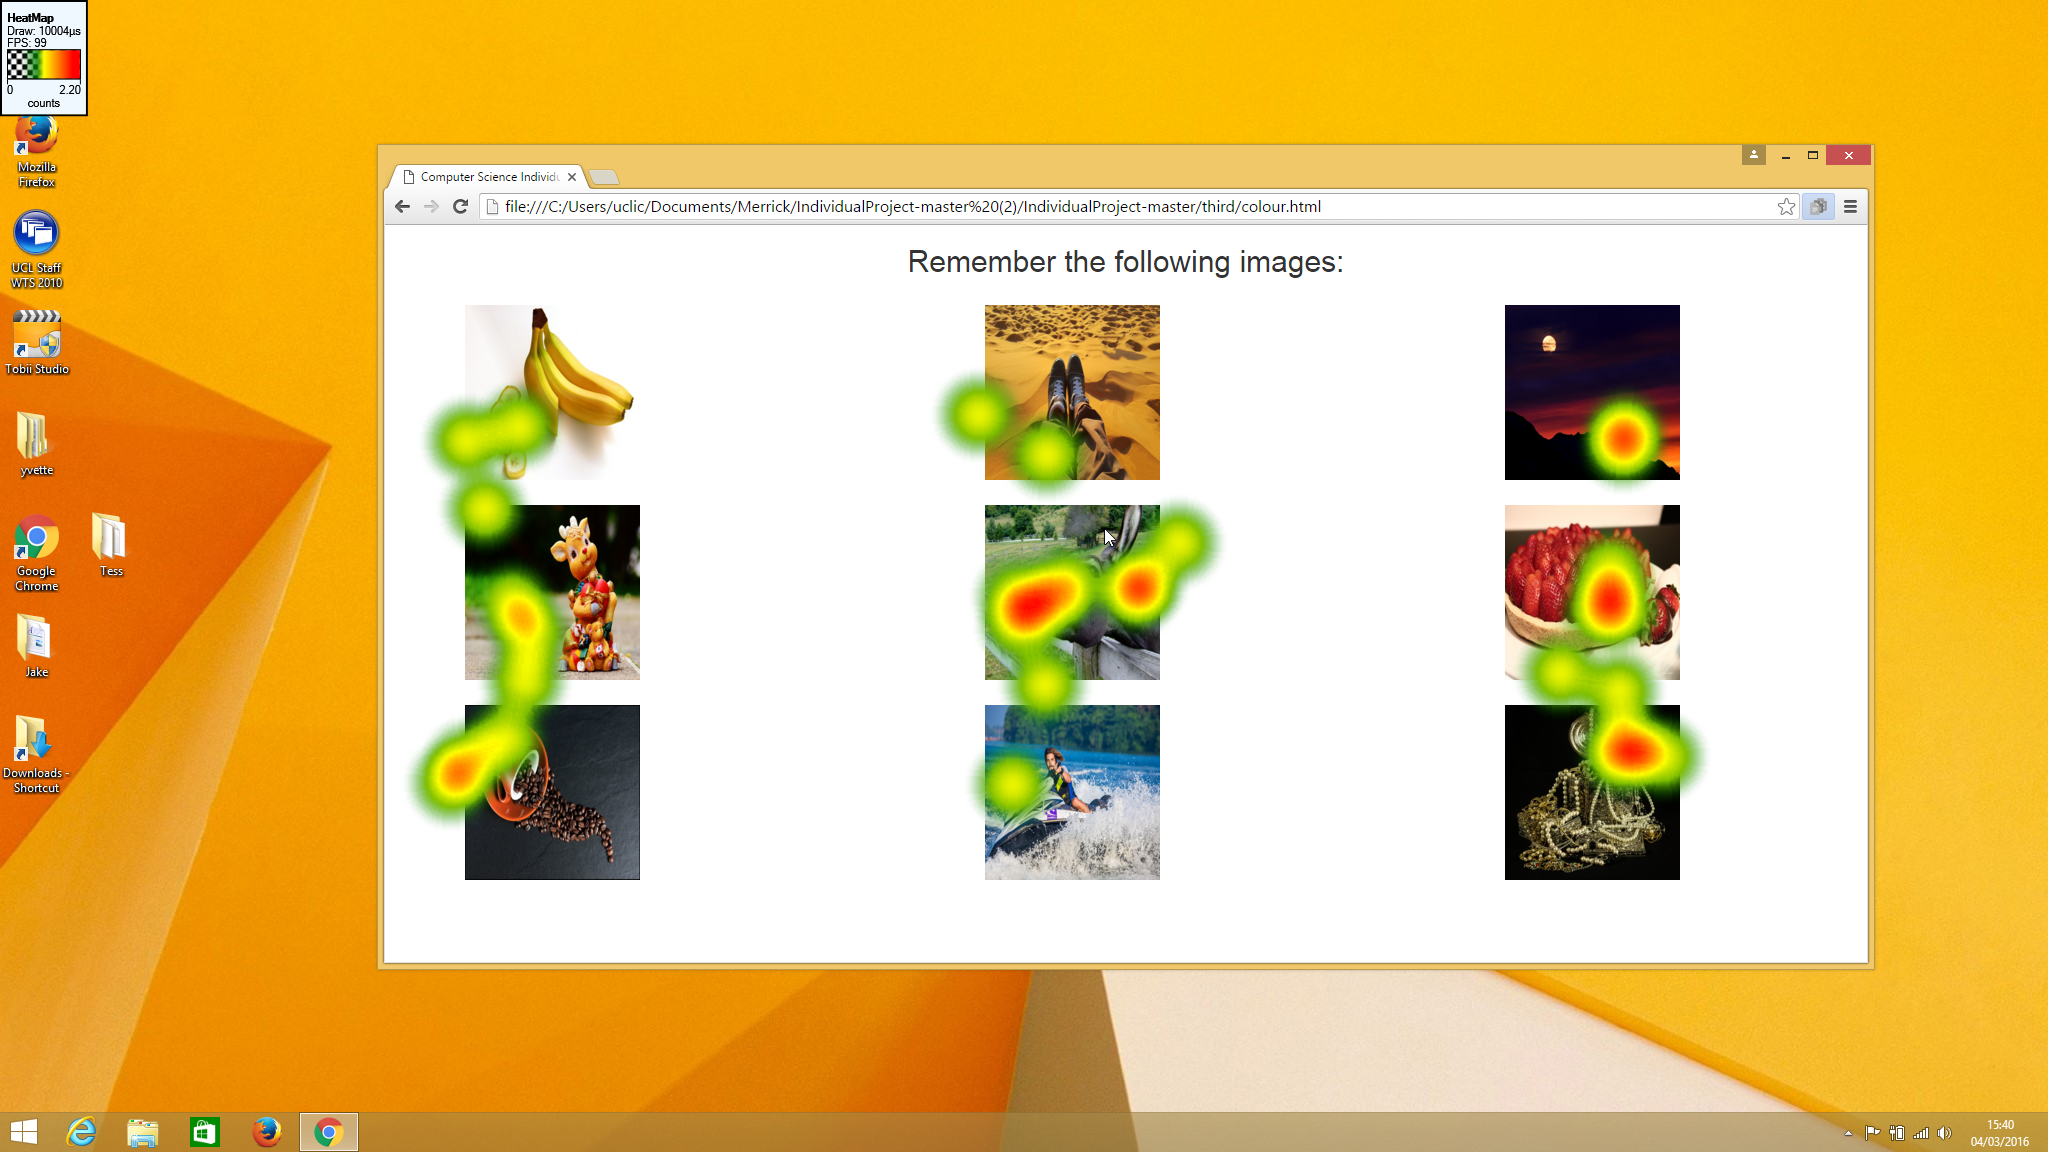 HeatMap
Draw: 10004µs
FPS: 99
0 2.20
counts
Mozilla
Firefox
UCL Staff
WTS 2010
Tobii Studio
yvette
Google
Chrome
Tess
Jake
Downloads -
Shortcut
Computer Science Individu
file:///C:/Users/uclic/Documents/Merrick/IndividualProject-master%20(2)/IndividualProject-master/third/colour.html
Remember the following images:
15:40
04/03/2016